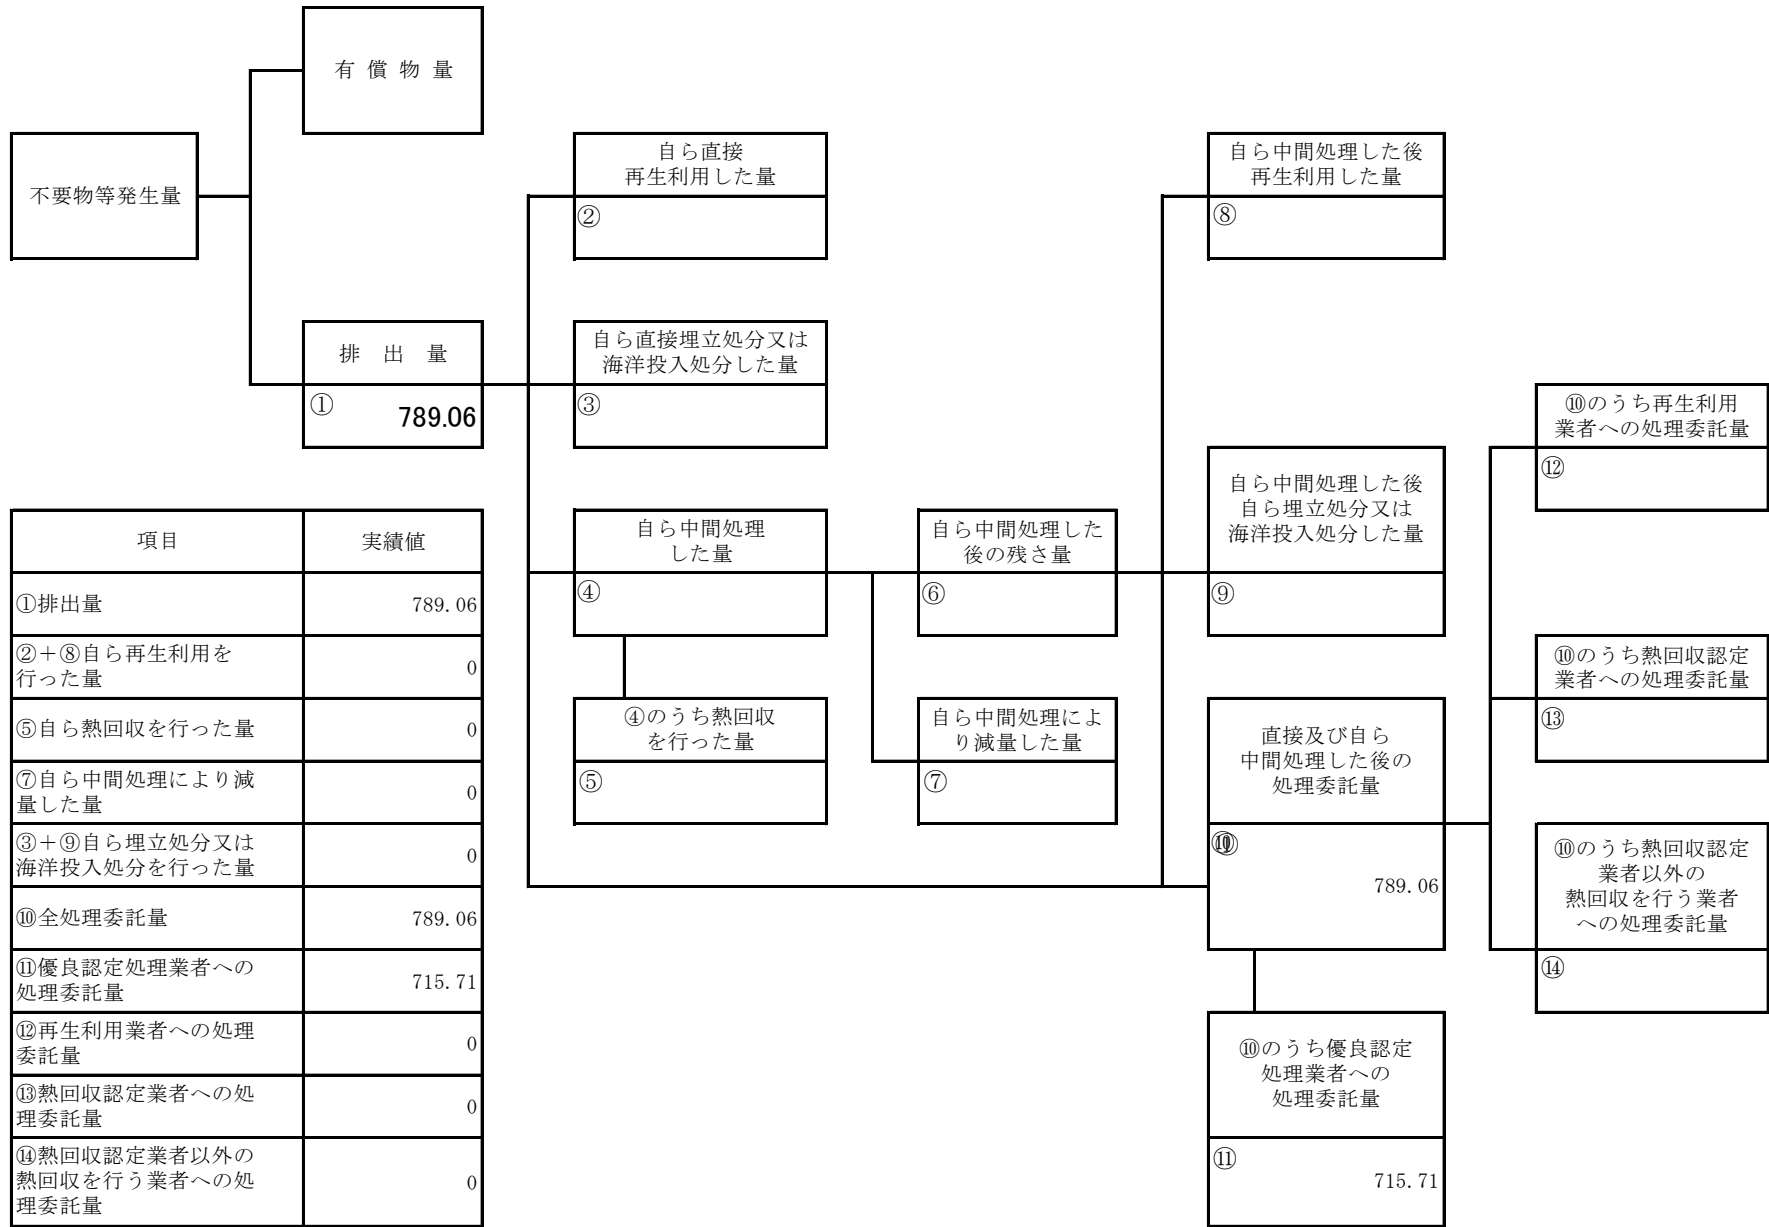 有償物量
不要物等発生量
排出量
①
789.06
自ら直接
再生利用した量
②
自ら直接埋立処分又は
海洋投入処分した量
③
自ら中間処理
した量
④
④のうち熱回収
を行った量
⑤
自ら中間処理した
後の残さ量
⑥
自ら中間処理によ
り減量した量
⑦
自ら中間処理した後
再生利用した量
⑧
自ら中間処理した後
自ら埋立処分又は
海洋投入処分した量
⑨
直接及び自ら
中間処理した後の
処理委託量
⑩
789.06
⑩のうち優良認定
処理業者への
処理委託量
⑪
715.71
⑩のうち再生利用
業者への処理委託量
⑫
⑩のうち熱回収認定
業者への処理委託量
⑬
⑩のうち熱回収認定
業者以外の
熱回収を行う業者
への処理委託量
⑭
項目 実績値
①排出量 789.06
②+⑧自ら再生利用を
行った量 0
⑤自ら熱回収を行った量 0
⑦自ら中間処理により減
量した量 0
③+⑨自ら埋立処分又は
海洋投入処分を行った量 0
⑩全処理委託量 789.06
⑪優良認定処理業者への
処理委託量 715.71
⑫再生利用業者への処理
委託量 0
⑬熱回収認定業者への処
理委託量 0
⑭熱回収認定業者以外の
熱回収を行う業者への処
理委託量 0